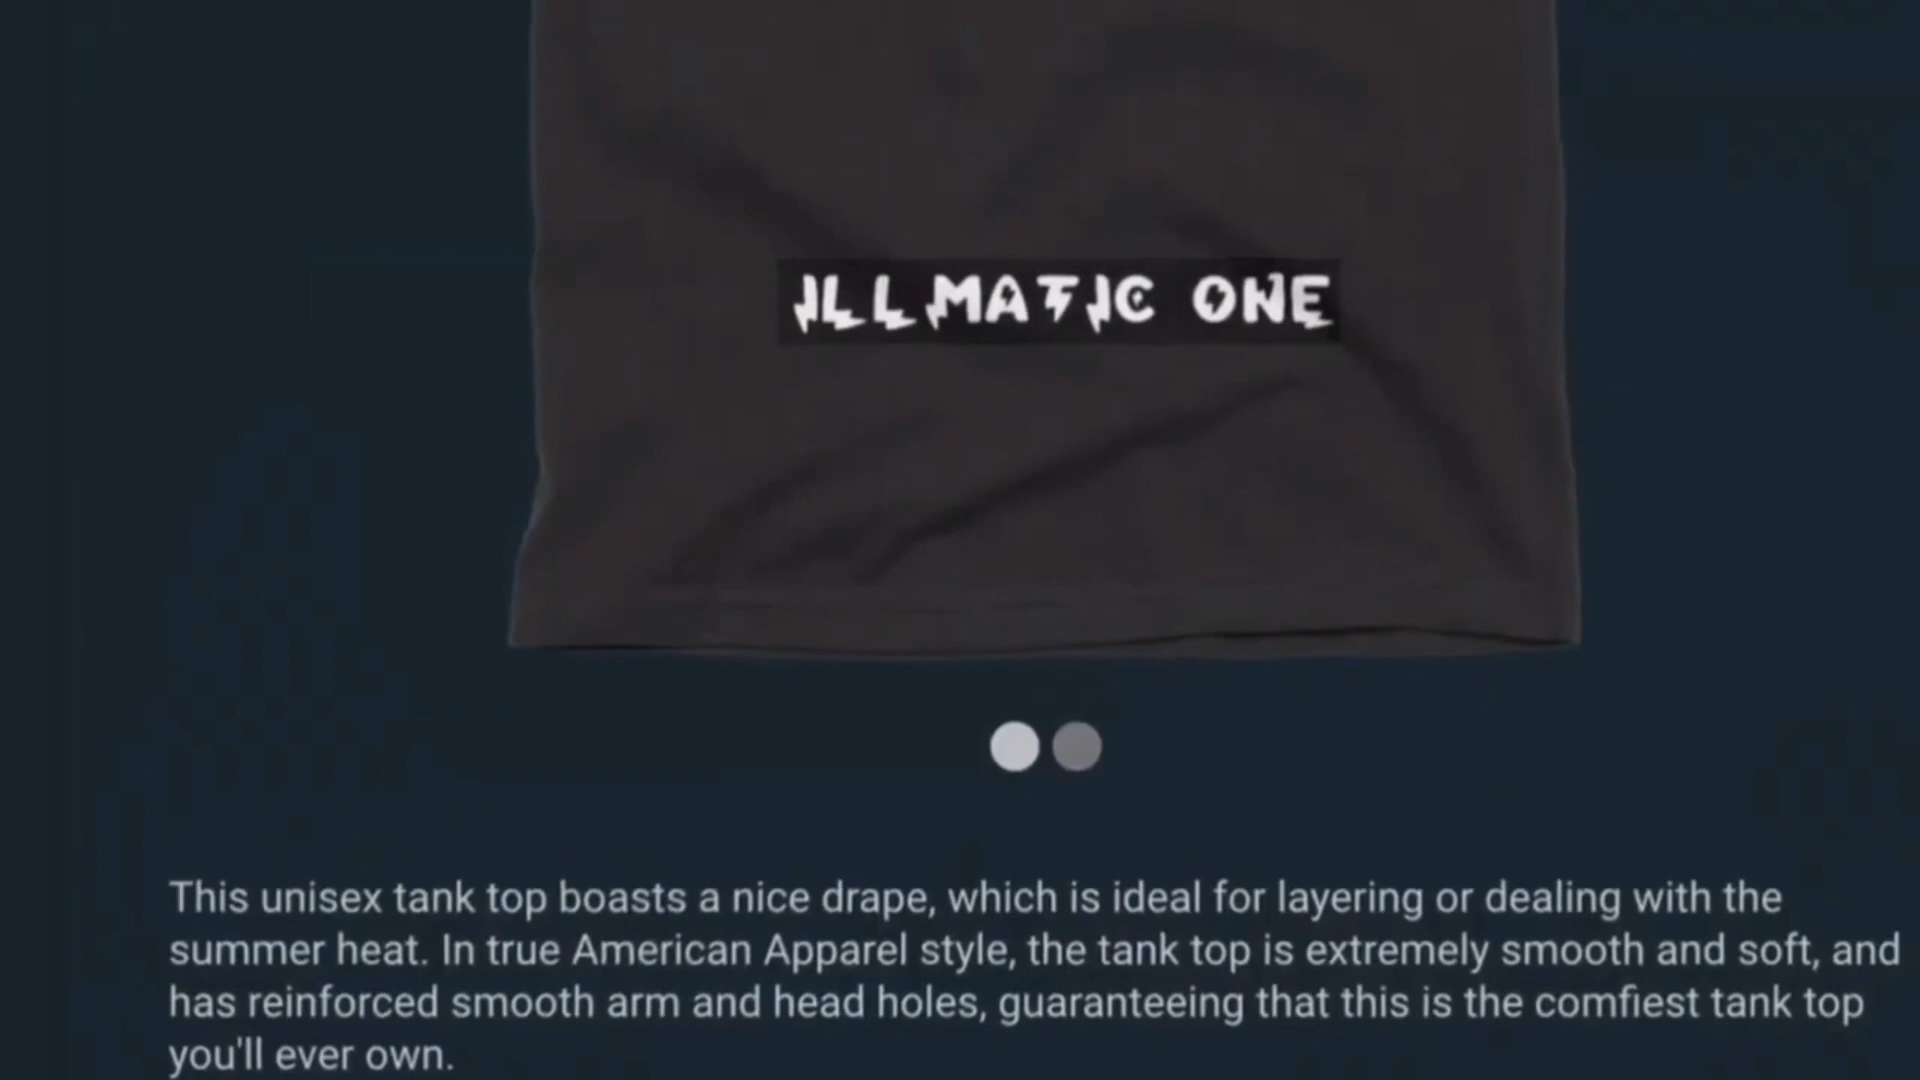 ILLMATIC ONE
This unisex tank top boasts a nice drape, which is ideal for layering or dealing with the
summer heat. In true American Apparel style, the tank top is extremely smooth and soft, and
has reinforced smooth arm and head holes, guaranteeing that this is the comfiest tank top
you'll ever own.